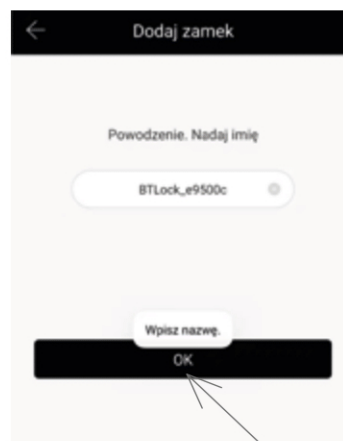 Dodaj zamek
Powodzenie. Nadaj imię
BTLock_e9500c
Wpisz nazwę.
OK